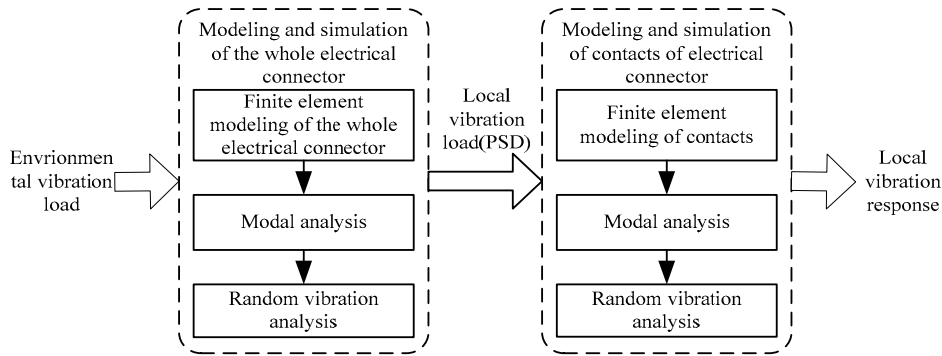 Envrionmen
tal vibration
load
Modeling and simulation
of the whole electrical
connector
Finite element
modeling of the whole
electrical connector
Modal analysis
Random vibration
analysis
Local
vibration
load(PSD)
Modeling and simulation
of contacts of electrical
connector
Finite element
modeling of contacts
Modal analysis
Random vibration
analysis
Local
vibration
response